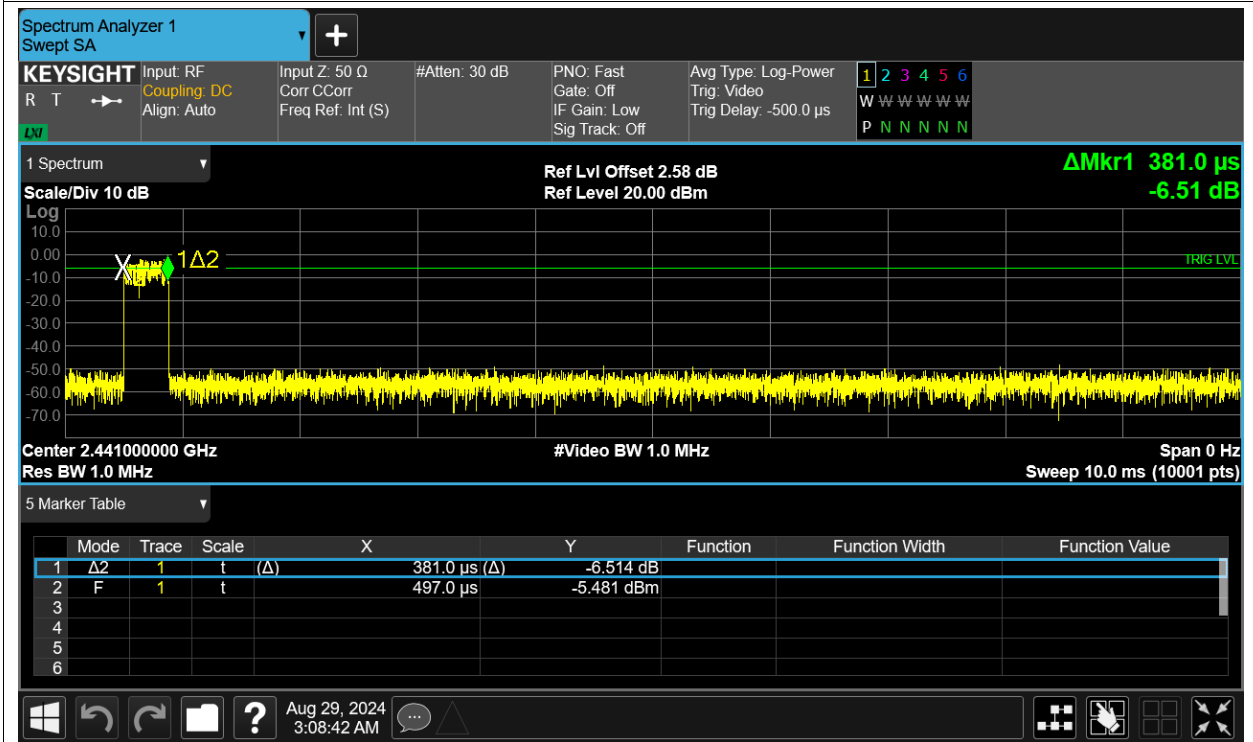 Spectrum Analyzer 1
Swept SA
KEYSIGHT
R T
LXI
Input: RF
Coupling: DC
Align: Auto
Input Z: 50 Ω
Corr CCorr
Freq Ref: Int (S)
#Atten: 30 dB
PNO: Fast
Gate: Off
IF Gain: Low
Sig Track: Off
Avg Type: Log-Power
Trig: Video
Trig Delay: -500.0 µs
1 2 3 4 5 6
W W W W W W
P N N N N N
1 Spectrum
Scale/Div 10 dB
Ref Lvl Offset 2.58 dB
Ref Level 20.00 dBm
ΔMkr1 381.0 µs
-6.51 dB
Log
10.0
0.00
-10.0
-20.0
-30.0
-40.0
-50.0
-60.0
-70.0
1Δ2
TRIG LVL
Center 2.441000000 GHz
#Video BW 1.0 MHz
Span 0 Hz
Res BW 1.0 MHz
Sweep 10.0 ms (10001 pts)
5 Marker Table
Mode Trace Scale X Y Function Function Width Function Value
1 Δ2 1 t (Δ) 381.0 µs (Δ) -6.514 dB
2 F 1 t 497.0 µs -5.481 dBm
3
4
5
6
?
Aug 29, 2024
3:08:42 AM